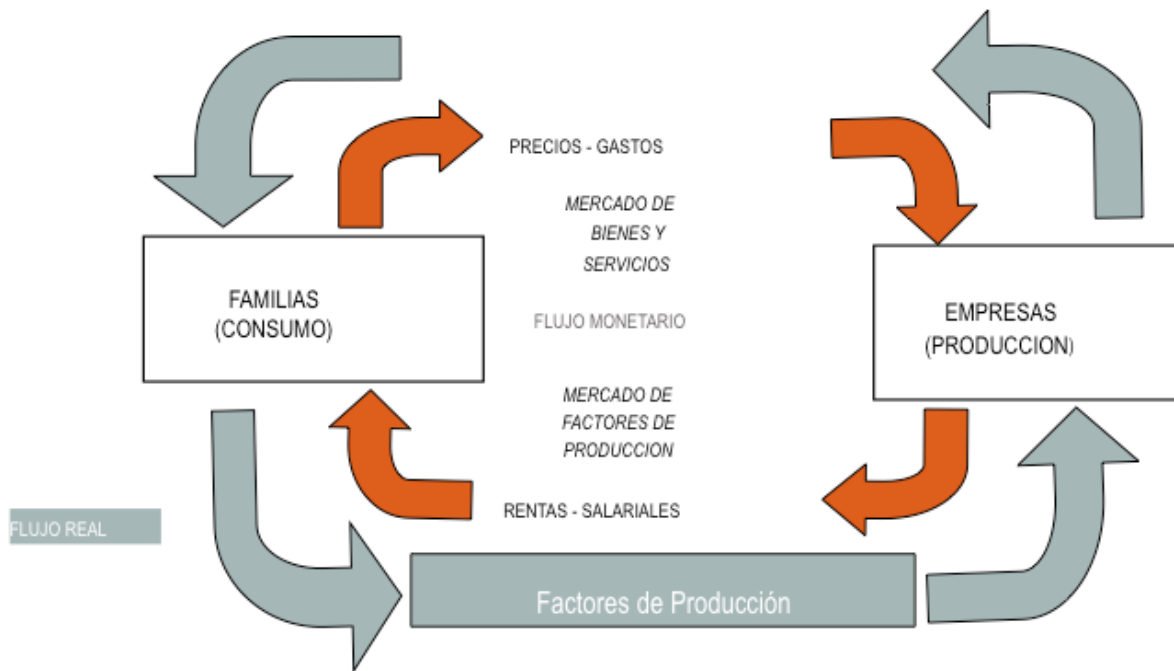 PRECIOS - GASTOS
MERCADO DE
BIENES Y
SERVICIOS
FAMILIAS
(CONSUMO)
FLUJO MONETARIO
EMPRESAS
(PRODUCCION)
MERCADO DE
FACTORES DE
PRODUCCION
RENTAS - SALARIALES
FLUJO REAL
Factores de Producción